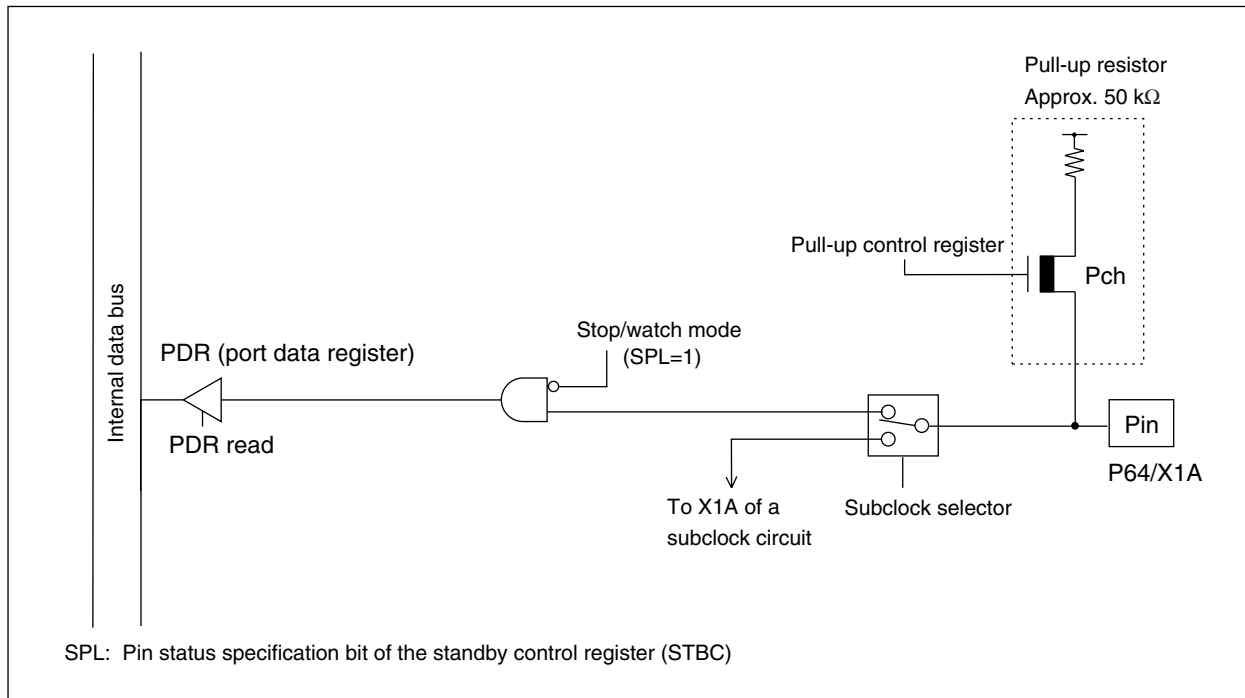 Pull-up resistor
Approx. 50 kΩ
Pull-up control register
Pch
Internal data bus
Stop/watch mode
(SPL=1)
PDR (port data register)
PDR read
Pin
P64/X1A
To X1A of a
subclock circuit
Subclock selector
SPL: Pin status specification bit of the standby control register (STBC)